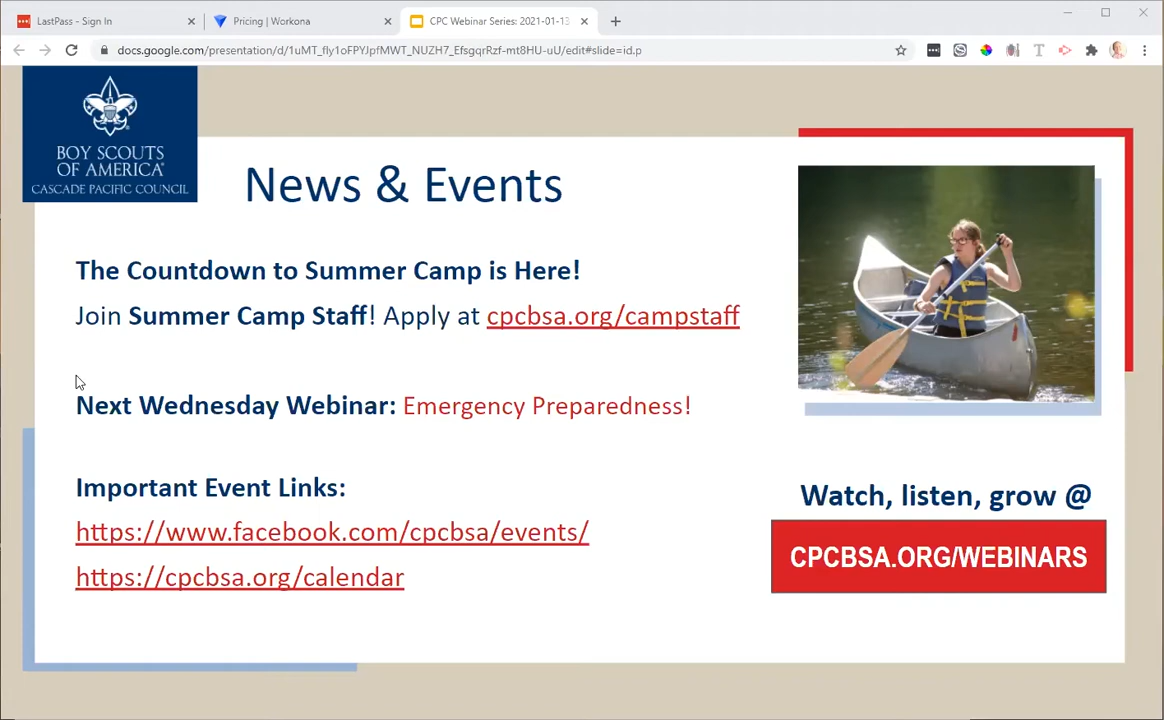 LastPass - Sign In
Pricing | Workona
CPC Webinar Series: 2021-01-13
docs.google.com/presentation/d/1uMT_fIy1oFPYJpfMWT_NUZH7_EfsgqrRzf-mt8HU-uU/edit#slide=id.p
BOY SCOUTS
OF AMERICA®
CASCADE PACIFIC COUNCIL
News & Events
The Countdown to Summer Camp is Here!
Join Summer Camp Staff! Apply at cpcbsa.org/campstaff
Next Wednesday Webinar: Emergency Preparedness!
Important Event Links:
https://www.facebook.com/cpcbsa/events/
https://cpcbsa.org/calendar
Watch, listen, grow @
CPCBSA.ORG/WEBINARS